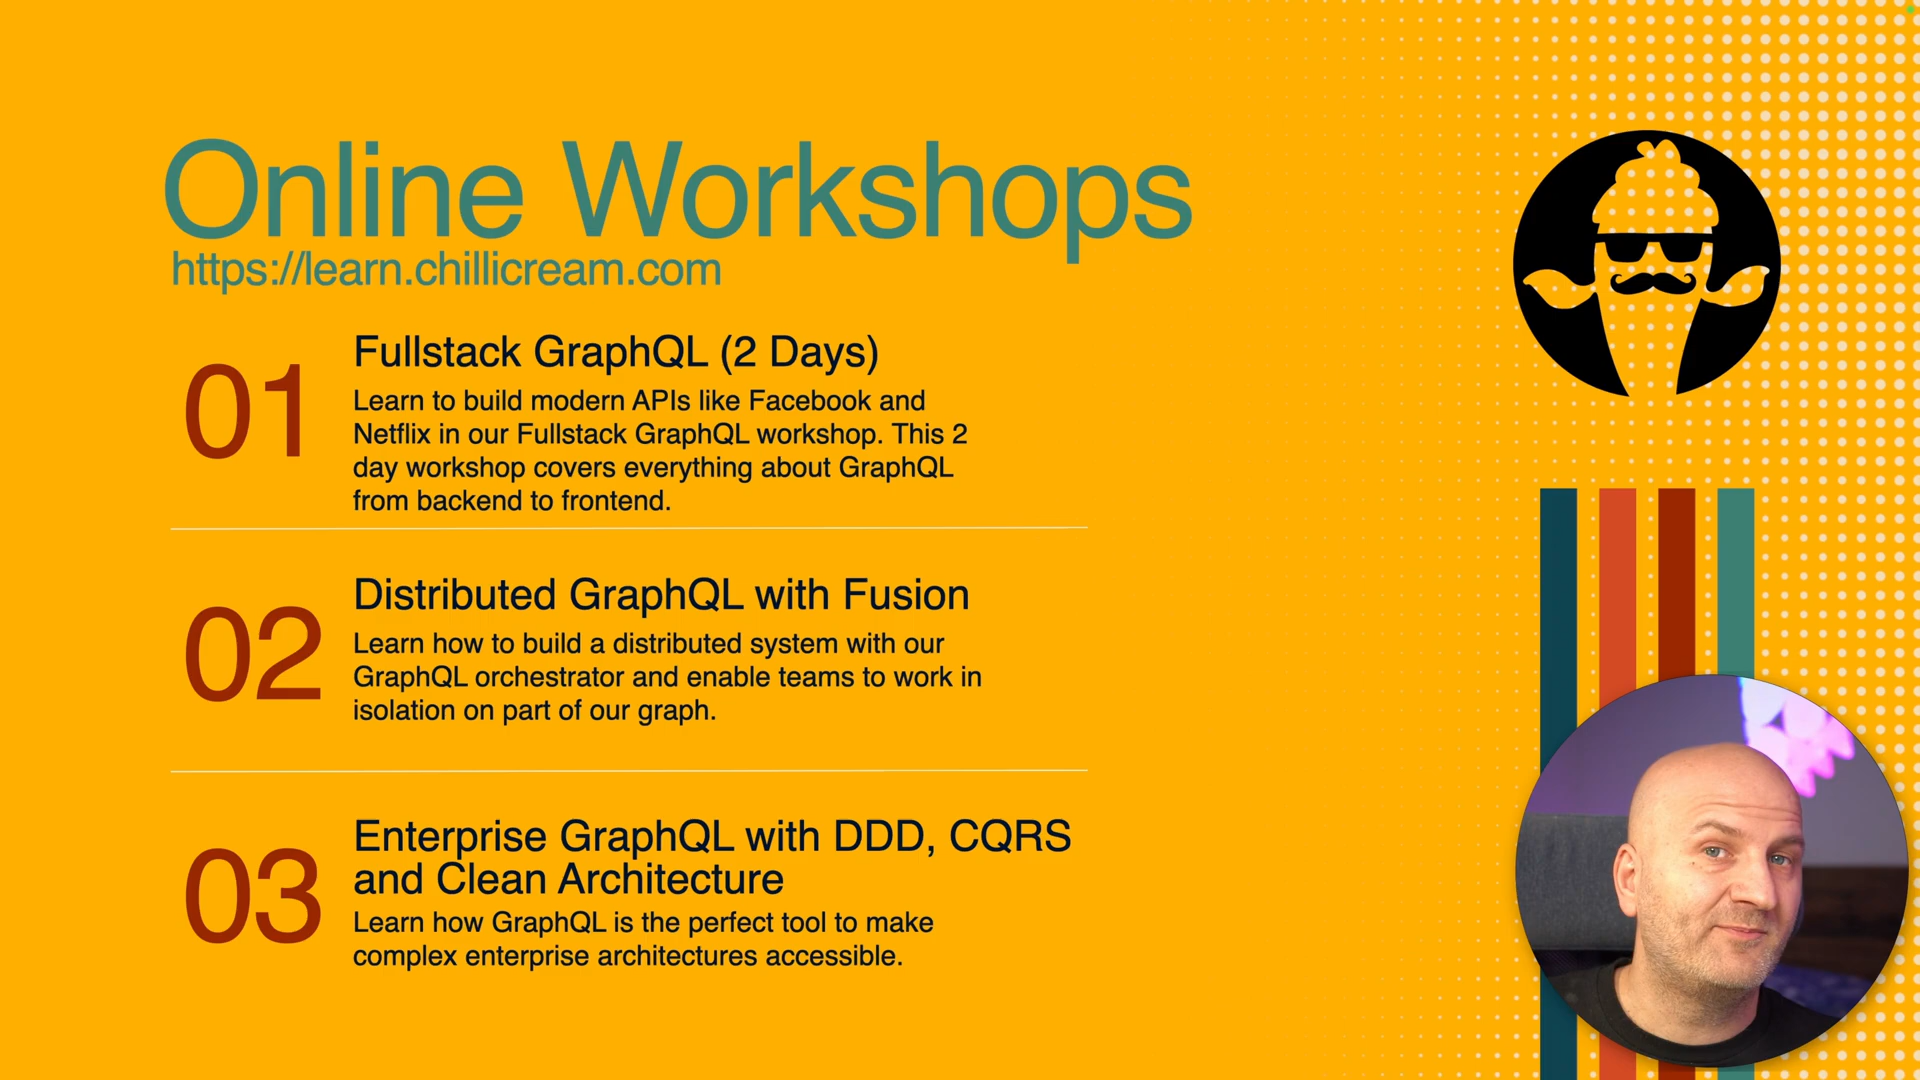 Online Workshops
https://learn.chillicream.com
01
Fullstack GraphQL (2 Days)
Learn to build modern APIs like Facebook and
Netflix in our Fullstack GraphQL workshop. This 2
day workshop covers everything about GraphQL
from backend to frontend.
02
Distributed GraphQL with Fusion
Learn how to build a distributed system with our
GraphQL orchestrator and enable teams to work in
isolation on part of our graph.
03
Enterprise GraphQL with DDD, CQRS
and Clean Architecture
Learn how GraphQL is the perfect tool to make
complex enterprise architectures accessible.